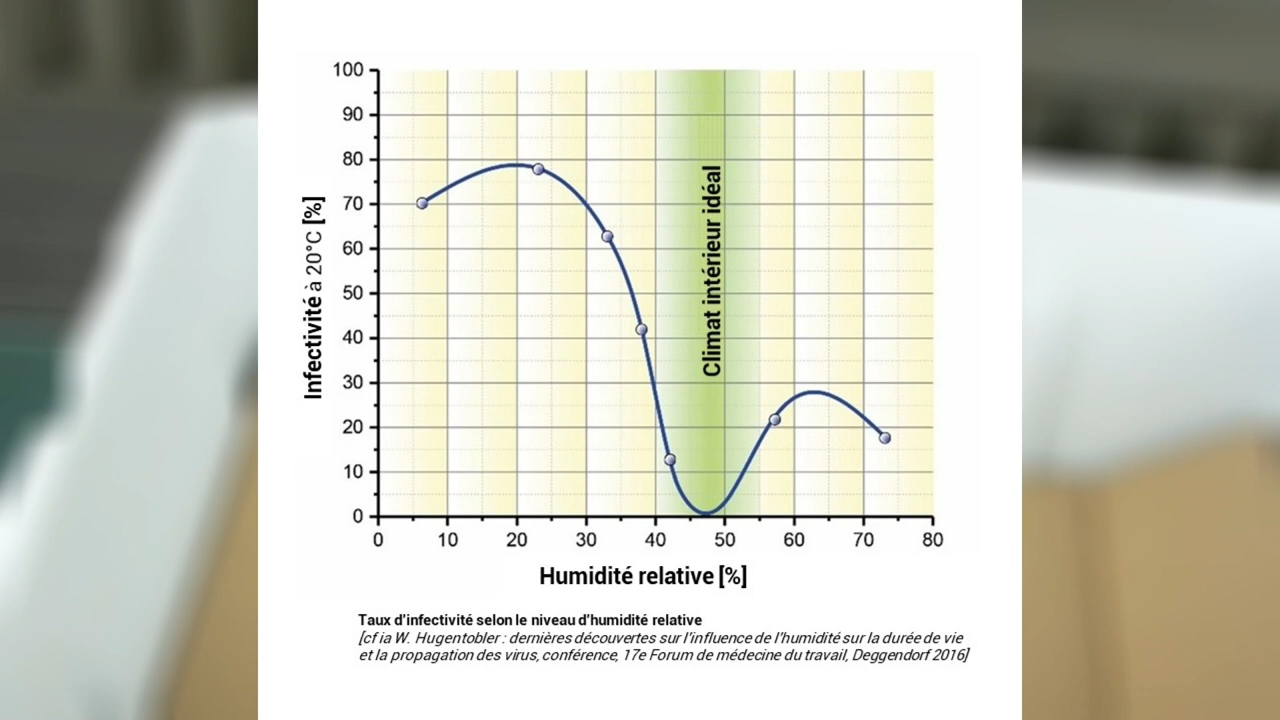 100
90
80
70
60
50
40
30
20
10
0
Infectivité à 20°C [%]
Climat intérieur idéal
0 10 20 30 40 50 60 70 80
Humidité relative [%]
Taux d'infectivité selon le niveau d'humidité relative
[cf ia W. Hugentobler : dernières découvertes sur l'influence de l'humidité sur la durée de vie
et la propagation des virus, conférence, 17e Forum de médecine du travail, Deggendorf 2016]